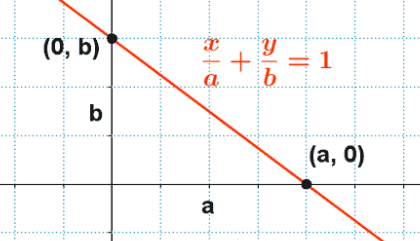 (0, b)
x/a + y/b = 1
b
(a, 0)
a